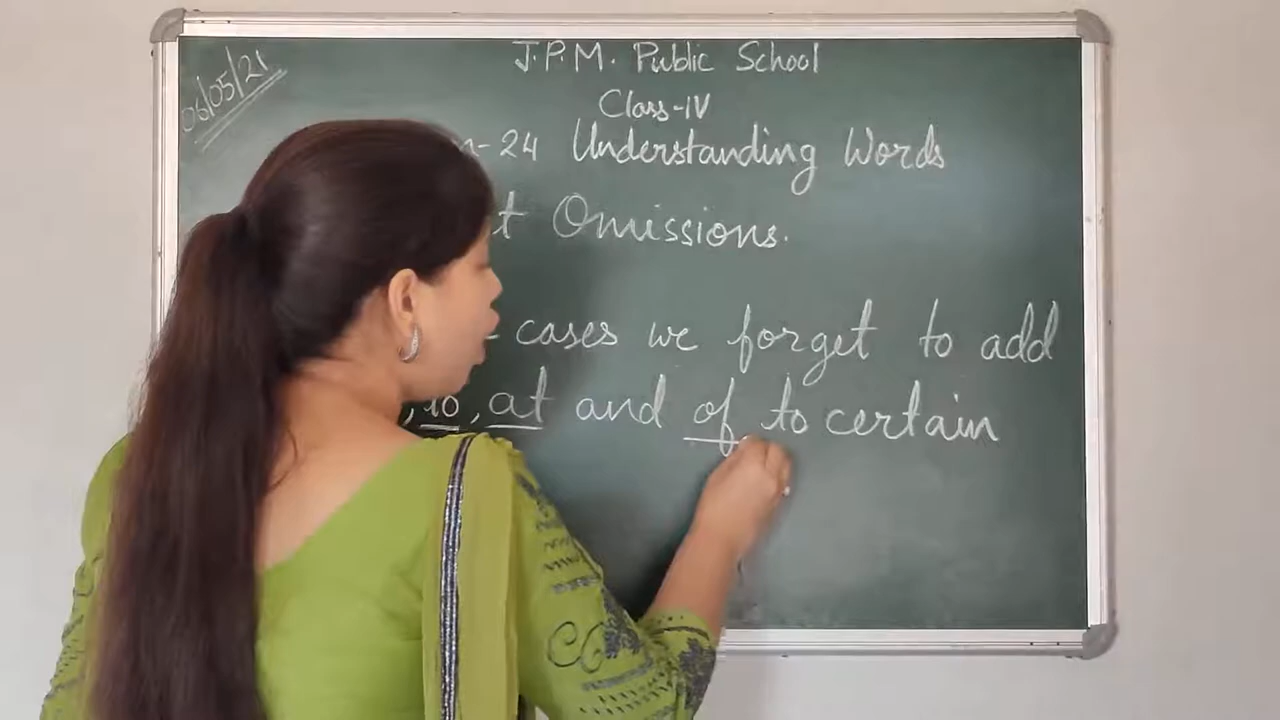 06/05/21
J.P.M. Public School
Class-IV
-24 Understanding Words
Omissions.
cases we forget to add
, to, at and of to certain